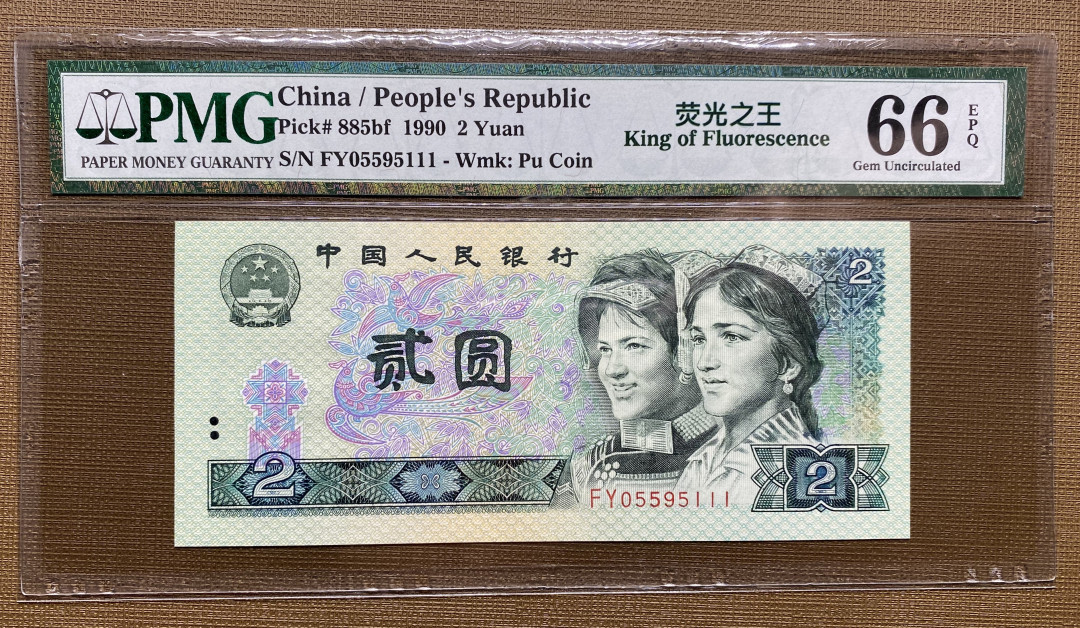 PMG
PAPER MONEY GUARANTY
China / People's Republic
Pick# 885bf 1990 2 Yuan
S/N FY05595111 - Wmk: Pu Coin
荧光之王
King of Fluorescence
66
EPQ
Gem Uncirculated
中国人民银行
2
贰圆
2
FY05595111
2